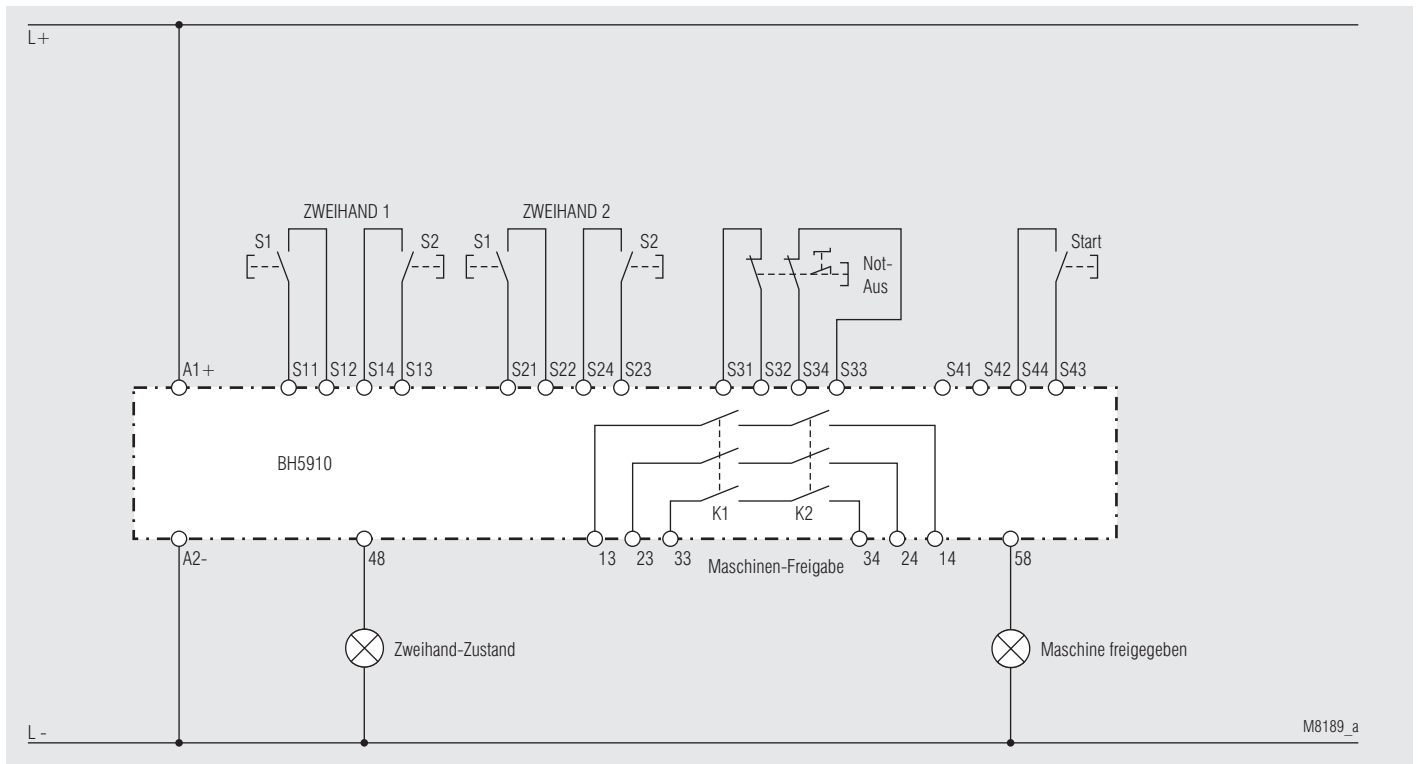 L+
ZWEIHAND 1
ZWEIHAND 2
S1
S2
S1
S2
Not-
Aus
Start
A1+
S11
S12
S14
S13
S21
S22
S24
S23
S31
S32
S34
S33
S41
S42
S44
S43
BH5910
K1
K2
A2-
48
13
23
33
Maschinen-Freigabe
34
24
14
58
Zweihand-Zustand
Maschine freigegeben
L -
M8189_a